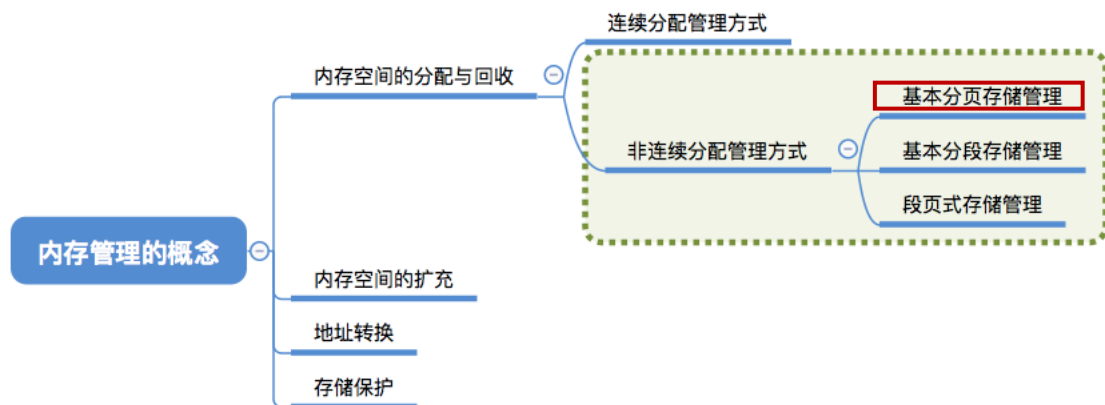 连续分配管理方式
内存空间的分配与回收
基本分页存储管理
非连续分配管理方式
基本分段存储管理
段页式存储管理
内存管理的概念
内存空间的扩充
地址转换
存储保护